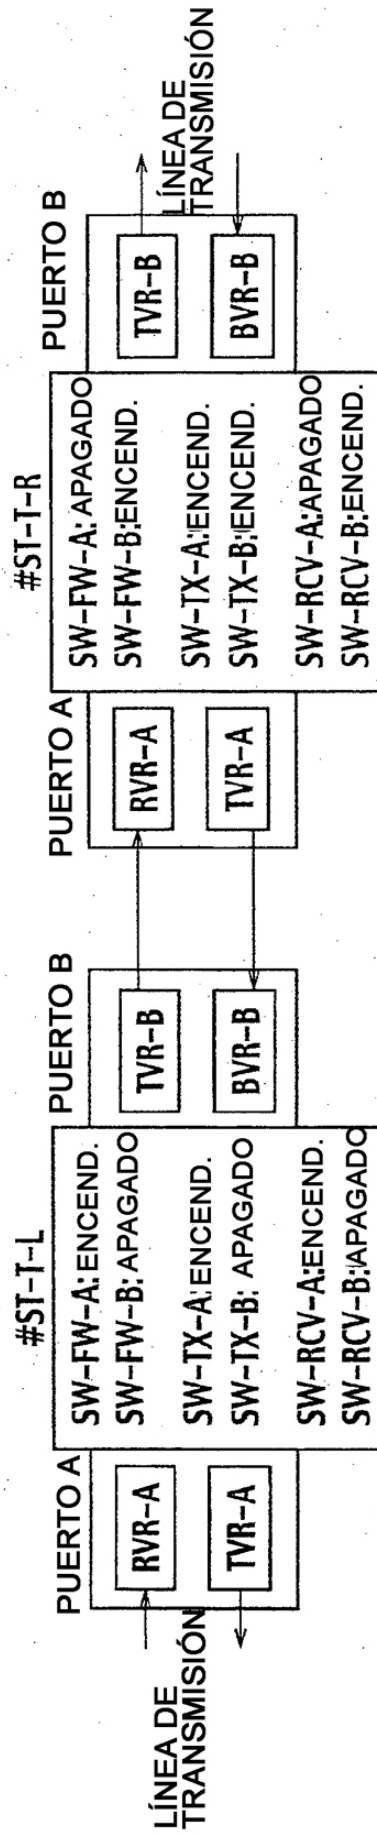 #ST-T-L
PUERTO A
PUERTO B
LÍNEA DE
TRANSMISIÓN
RVR-A
TVR-A
SW-FW-A: ENCEND.
SW-FW-B: APAGADO
SW-TX-A: ENCEND.
SW-TX-B: APAGADO
SW-RCV-A: ENCEND.
SW-RCV-B: APAGADO
TVR-B
BVR-B
#ST-T-R
PUERTO A
PUERTO B
RVR-A
TVR-A
SW-FW-A: APAGADO
SW-FW-B: ENCEND.
SW-TX-A: ENCEND.
SW-TX-B: ENCEND.
SW-RCV-A: APAGADO
SW-RCV-B: ENCEND.
TVR-B
BVR-B
LÍNEA DE
TRANSMISIÓN